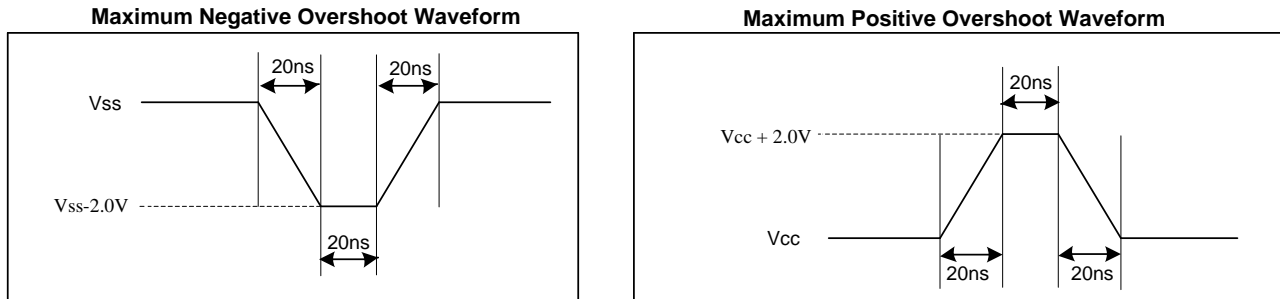 Maximum Negative Overshoot Waveform
20ns
20ns
Vss
Vss-2.0V
20ns
Maximum Positive Overshoot Waveform
20ns
Vcc + 2.0V
Vcc
20ns
20ns